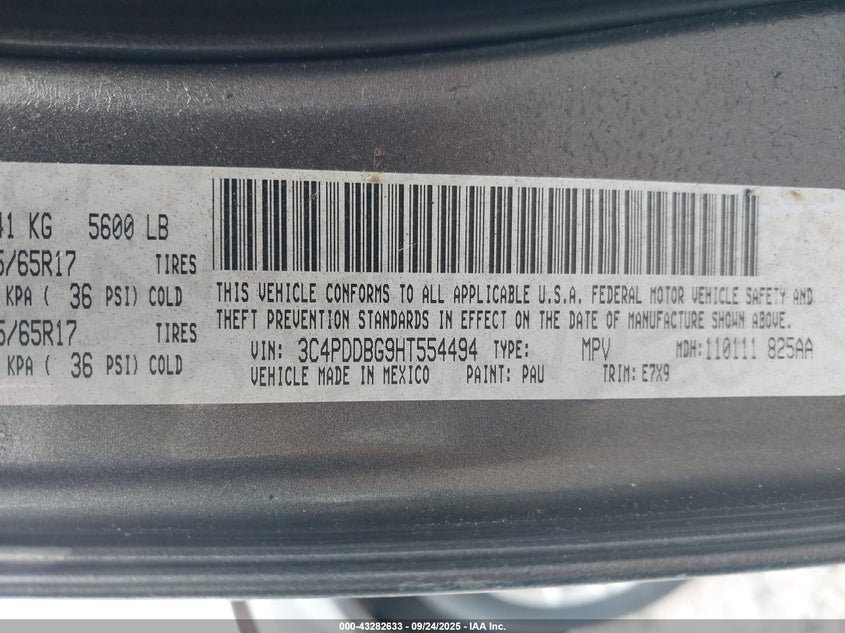 41 KG 5600 LB
5/65R17 TIRES
KPA ( 36 PSI) COLD
5/65R17 TIRES
KPA ( 36 PSI) COLD
THIS VEHICLE CONFORMS TO ALL APPLICABLE U.S.A. FEDERAL MOTOR VEHICLE SAFETY AND
THEFT PREVENTION STANDARDS IN EFFECT ON THE DATE OF MANUFACTURE SHOWN ABOVE.
VIN: 3C4PDDBG9HT554494 TYPE: MPV MDH: 110111 825AA
VEHICLE MADE IN MEXICO PAINT: PAU TRIM: E7X9
000-43282633 - 09/24/2025 - IAA Inc.